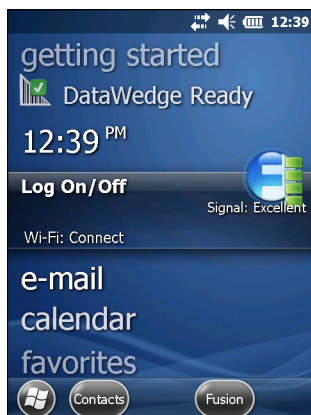 12:39
getting started
DataWedge Ready
12:39 PM
Log On/Off
Signal: Excellent
Wi-Fi: Connect
e-mail
calendar
favorites
Contacts Fusion